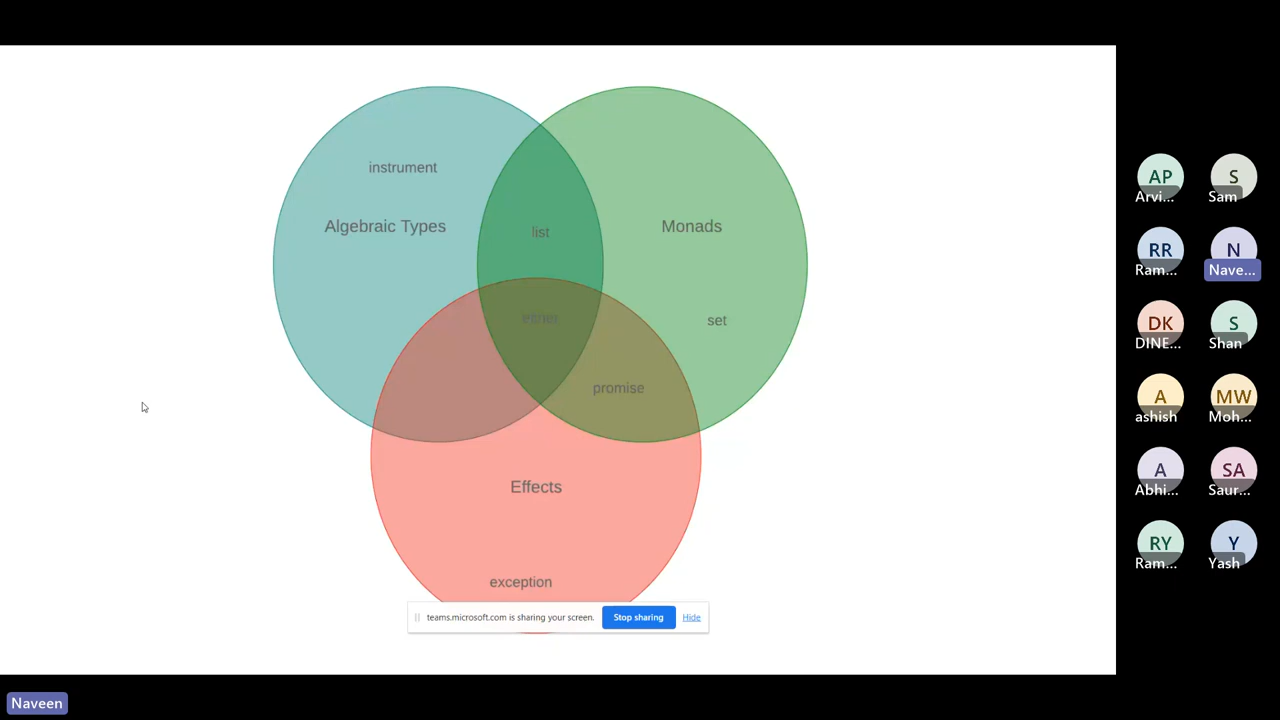 instrument
Algebraic Types
list
Monads
either
set
promise
Effects
exception
teams.microsoft.com is sharing your screen.
Stop sharing
Hide
AP
Arvi...
S
Sam
RR
Ram...
N
Nave...
DK
DINE...
S
Shan
A
ashish
MW
Moh...
A
Abhi...
SA
Saur...
RY
Ram...
Y
Yash
Naveen